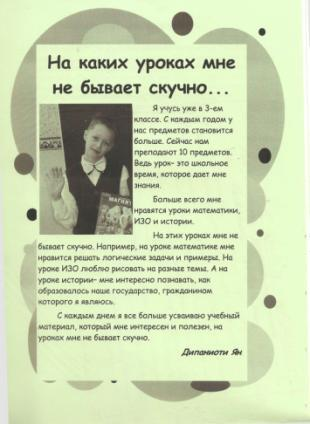 На каких уроках мне
не бывает скучно...
Я учусь уже в 3-ем
классе. С каждым годом у
нас предметов становится
больше. Сейчас нам
преподают 10 предметов.
Ведь урок- это школьное
время, которое дает мне
знания.
Больше всего мне
нравятся уроки математики,
ИЗО и истории.
На этих уроках мне не
бывает скучно. Например, на уроке математике мне
нравится решать логические задачи и примеры. На
уроке ИЗО люблю рисовать на разные темы. А на
уроке истории- мне интересно познавать, как
образовалось наше государство, гражданином
которого я являюсь.
С каждым днем я все больше усваиваю учебный
материал, который мне интересен и полезен, на
уроках мне не бывает скучно.
Дипаниоти Ян